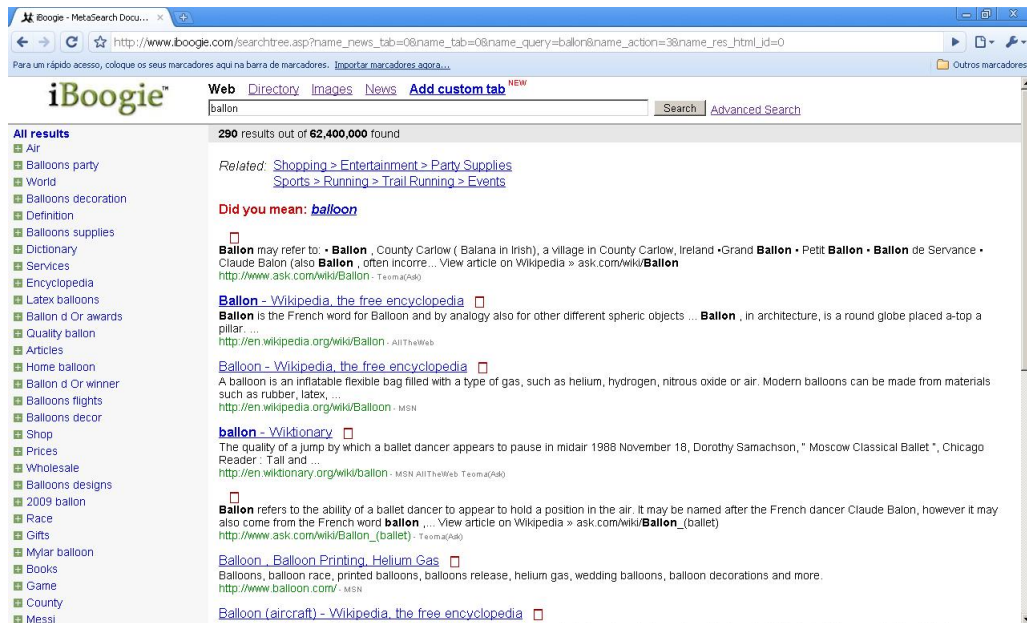 iBoogie - MetaSearch Docu...
http://www.iboogie.com/searchtree.asp?name_news_tab=0&name_tab=0&name_query=ballon&name_action=3&name_res_html_id=0
Para um rápido acesso, coloque os seus marcadores aqui na barra de marcadores. Importar marcadores agora... Outros marcadores
iBoogie™
Web Directory Images News Add custom tab NEW
ballon Search Advanced Search
All results
Air
Balloons party
World
Balloons decoration
Definition
Balloons supplies
Dictionary
Services
Encyclopedia
Latex balloons
Ballon d Or awards
Quality ballon
Articles
Home balloon
Ballon d Or winner
Balloons flights
Balloons decor
Shop
Prices
Wholesale
Balloons designs
2009 ballon
Race
Gifts
Mylar balloon
Books
Game
County
Messi
290 results out of 62,400,000 found
Related: Shopping > Entertainment > Party Supplies
Sports > Running > Trail Running > Events
Did you mean: balloon
Ballon may refer to: • Ballon , County Carlow ( Balana in Irish), a village in County Carlow, Ireland •Grand Ballon • Petit Ballon • Ballon de Servance •
Claude Balon (also Ballon , often incorre... View article on Wikipedia » ask.com/wiki/Ballon
http://www.ask.com/wiki/Ballon - Teoma(Ask)
Ballon - Wikipedia, the free encyclopedia
Ballon is the French word for Balloon and by analogy also for other different spheric objects ... Ballon , in architecture, is a round globe placed a-top a
pillar. ...
http://en.wikipedia.org/wiki/Ballon - AllTheWeb
Balloon - Wikipedia, the free encyclopedia
A balloon is an inflatable flexible bag filled with a type of gas, such as helium, hydrogen, nitrous oxide or air. Modern balloons can be made from materials
such as rubber, latex, ...
http://en.wikipedia.org/wiki/Balloon - MSN
ballon - Wiktionary
The quality of a jump by which a ballet dancer appears to pause in midair 1988 November 18, Dorothy Samachson, " Moscow Classical Ballet ", Chicago
Reader : Tall and ...
http://en.wiktionary.org/wiki/ballon - MSN AllTheWeb Teoma(Ask)
Ballon refers to the ability of a ballet dancer to appear to hold a position in the air. It may be named after the French dancer Claude Balon, however it may
also come from the French word ballon ,... View article on Wikipedia » ask.com/wiki/Ballon_(ballet)
http://www.ask.com/wiki/Ballon_(ballet) - Teoma(Ask)
Balloon , Balloon Printing, Helium Gas
Balloons, balloon race, printed balloons, balloons release, helium gas, wedding balloons, balloon decorations and more.
http://www.balloon.com/ - MSN
Balloon (aircraft) - Wikipedia, the free encyclopedia